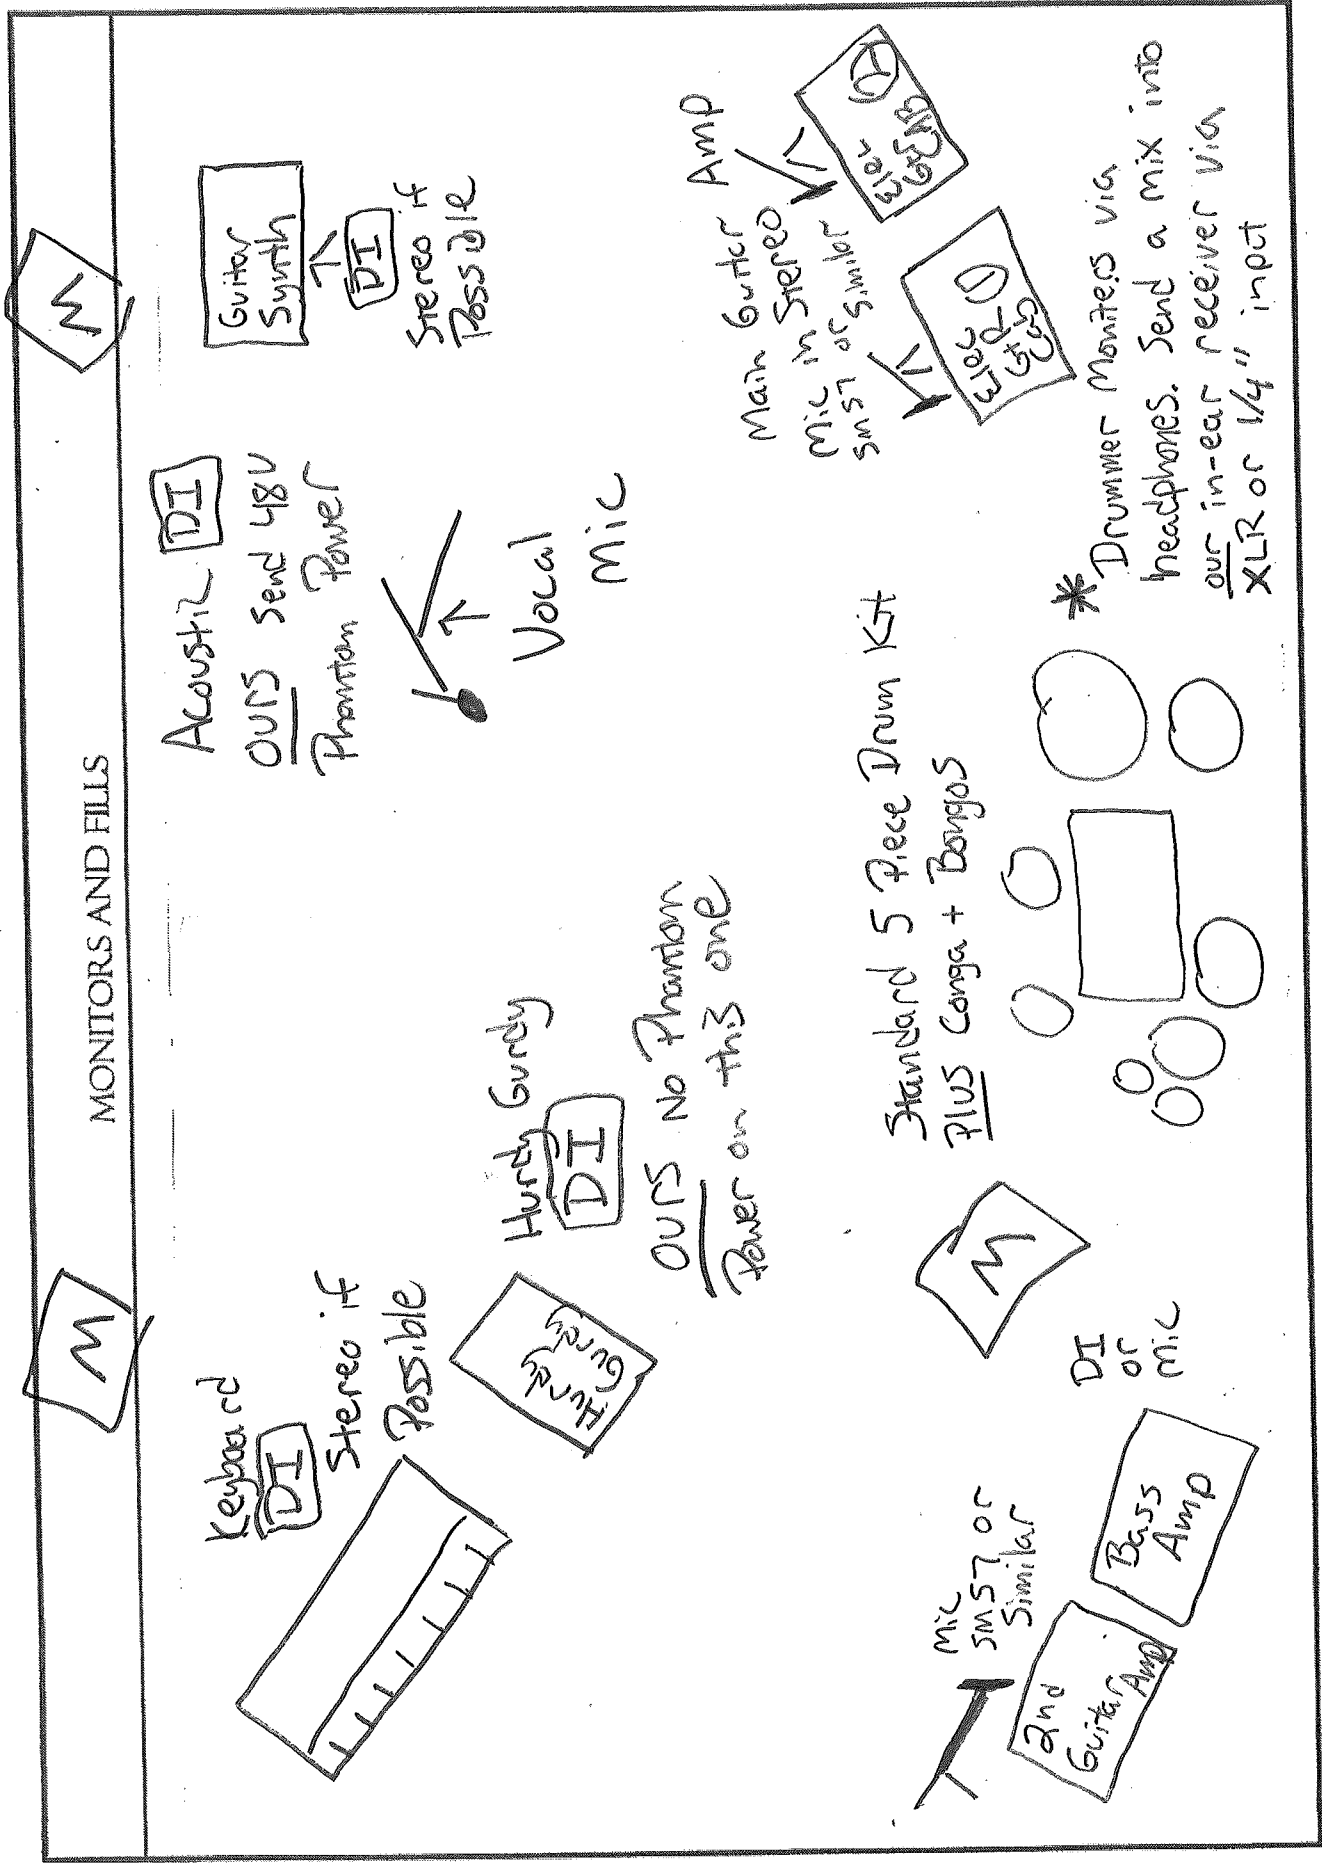 MONITORS AND FILLS
M
M
Keyboard
DI
Stereo if
Possible
Acoustic DI
OURS Send 48V
Phantom Power
Vocal
Mic
Guitar
Synth
DI
Stereo if
Possible
Hurdy
Gurdy
Hurdy Gurdy
DI
OURS No Phantom
Power on this one
Main Guitar Amp
Mic in Stereo
SM57 or similar
Elec
GtR
Cab
Elec
Gtr CAB
Standard 5 Piece Drum Kit
PLUS Conga + Bongos
M
Mic
SM57 or
Similar
2nd
Guitar
Amp
Bass
Amp
DI
or
Mic
* Drummer Moniters via
headphones. Send a mix into
our in-ear receiver via
XLR or 1/4" input